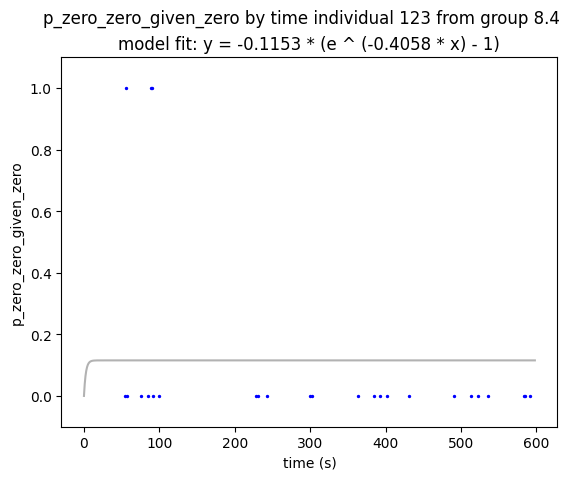 p_zero_zero_given_zero by time individual 123 from group 8.4
model fit: y = -0.1153 * (e ^ (-0.4058 * x) - 1)
1.0
0.8
0.6
0.4
0.2
0.0
p_zero_zero_given_zero
0 100 200 300 400 500 600
time (s)